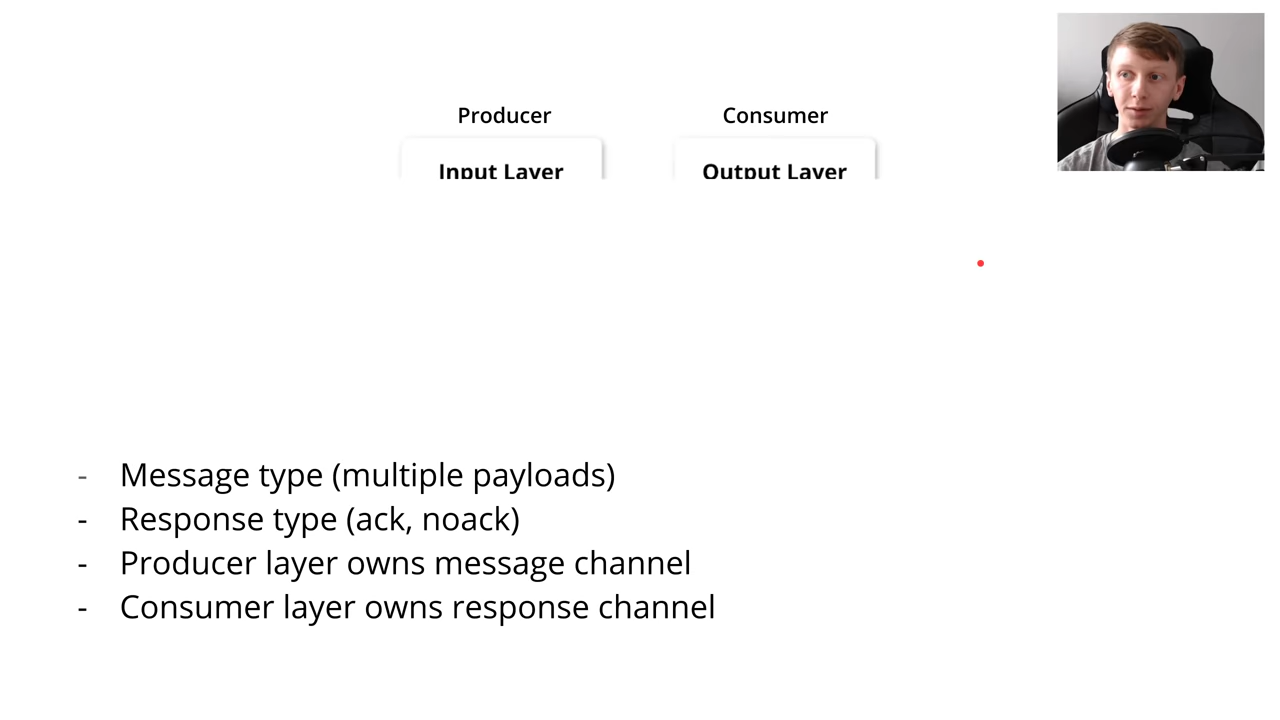 Producer
Consumer
Input Layer
Output Layer
- Message type (multiple payloads)
- Response type (ack, noack)
- Producer layer owns message channel
- Consumer layer owns response channel